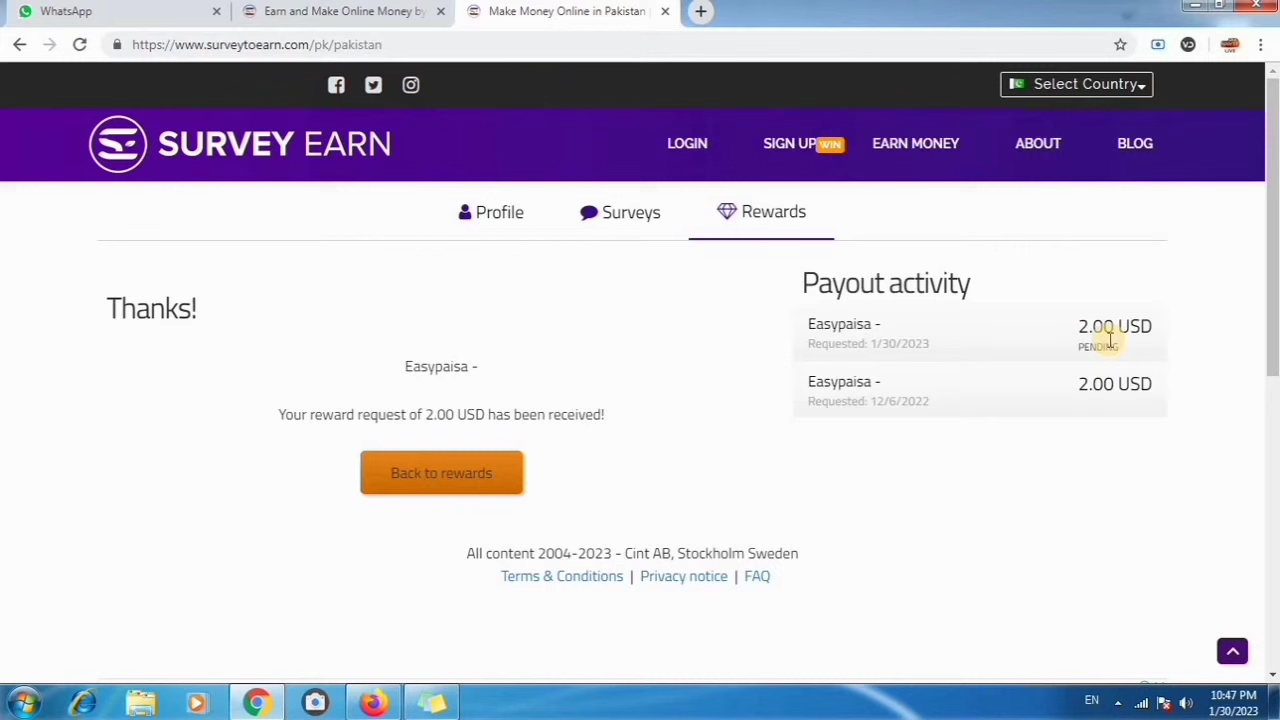 WhatsApp
Earn and Make Online Money by
Make Money Online in Pakistan
https://www.surveytoearn.com/pk/pakistan
Select Country
SURVEY EARN
LOGIN
SIGN UP WIN
EARN MONEY
ABOUT
BLOG
Profile
Surveys
Rewards
Thanks!
Easypaisa -
Your reward request of 2.00 USD has been received!
Back to rewards
Payout activity
Easypaisa - 2.00 USD
Requested: 1/30/2023 PENDING
Easypaisa - 2.00 USD
Requested: 12/6/2022
All content 2004-2023 - Cint AB, Stockholm Sweden
Terms & Conditions | Privacy notice | FAQ
EN
10:47 PM
1/30/2023